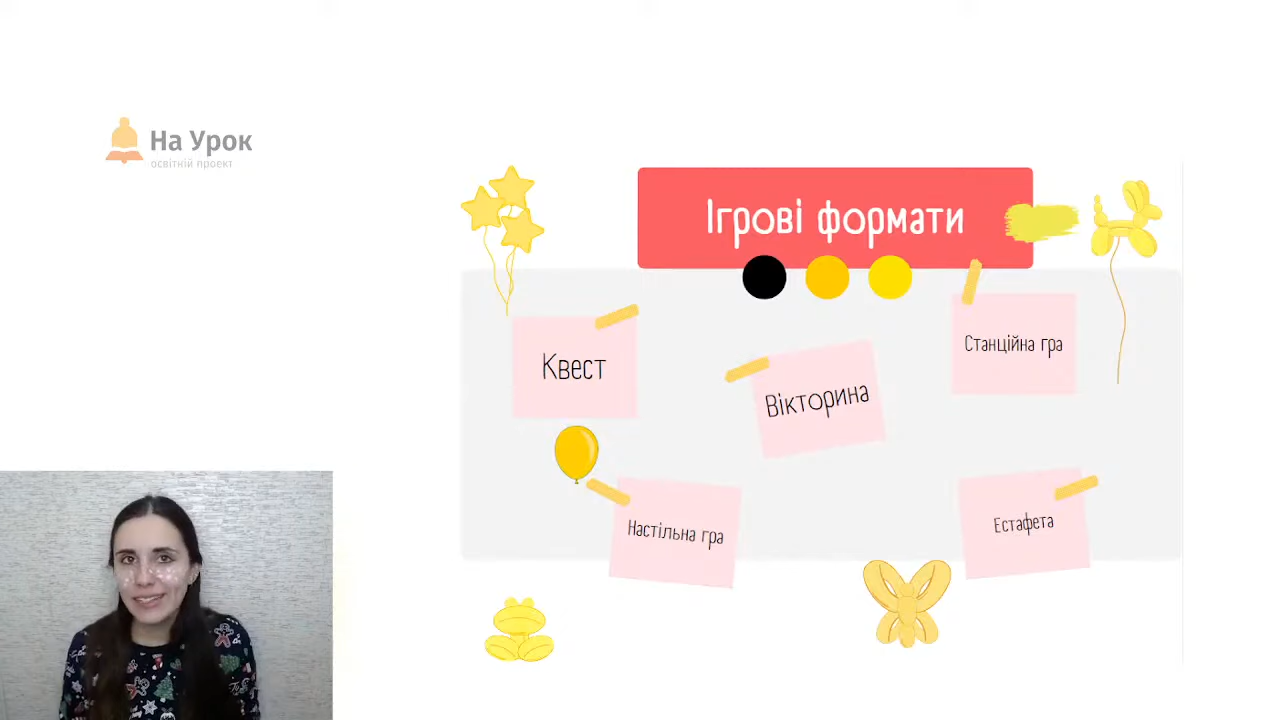 На Урок
освітній проект
Ігрові формати
Квест
Вікторина
Станційна гра
Настільна гра
Естафета